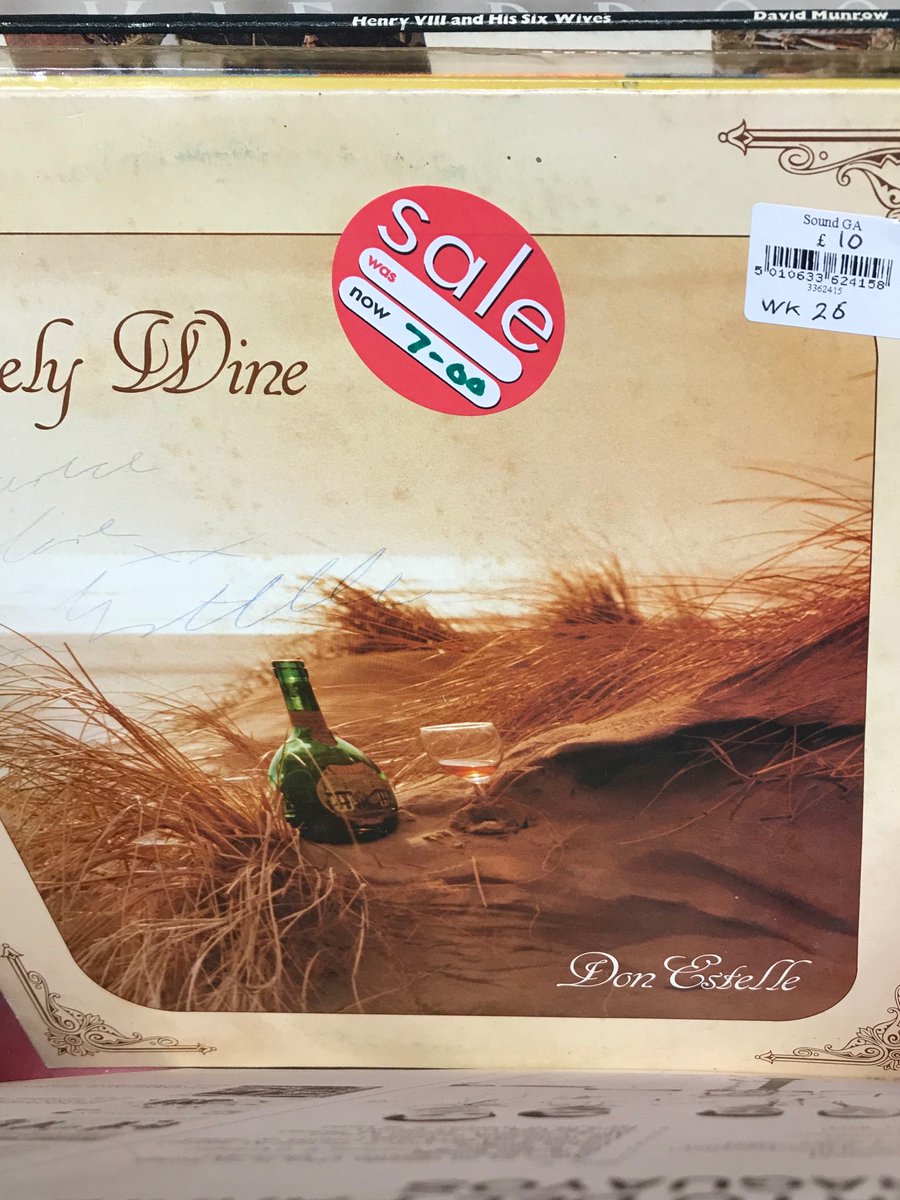 Henry VIII and His Six Wives David Munrow
Sound GA
£ 10
5 010633 624158
3362415
WK 26
sale
was
now 7-00
ely Wine
love
Don Estelle